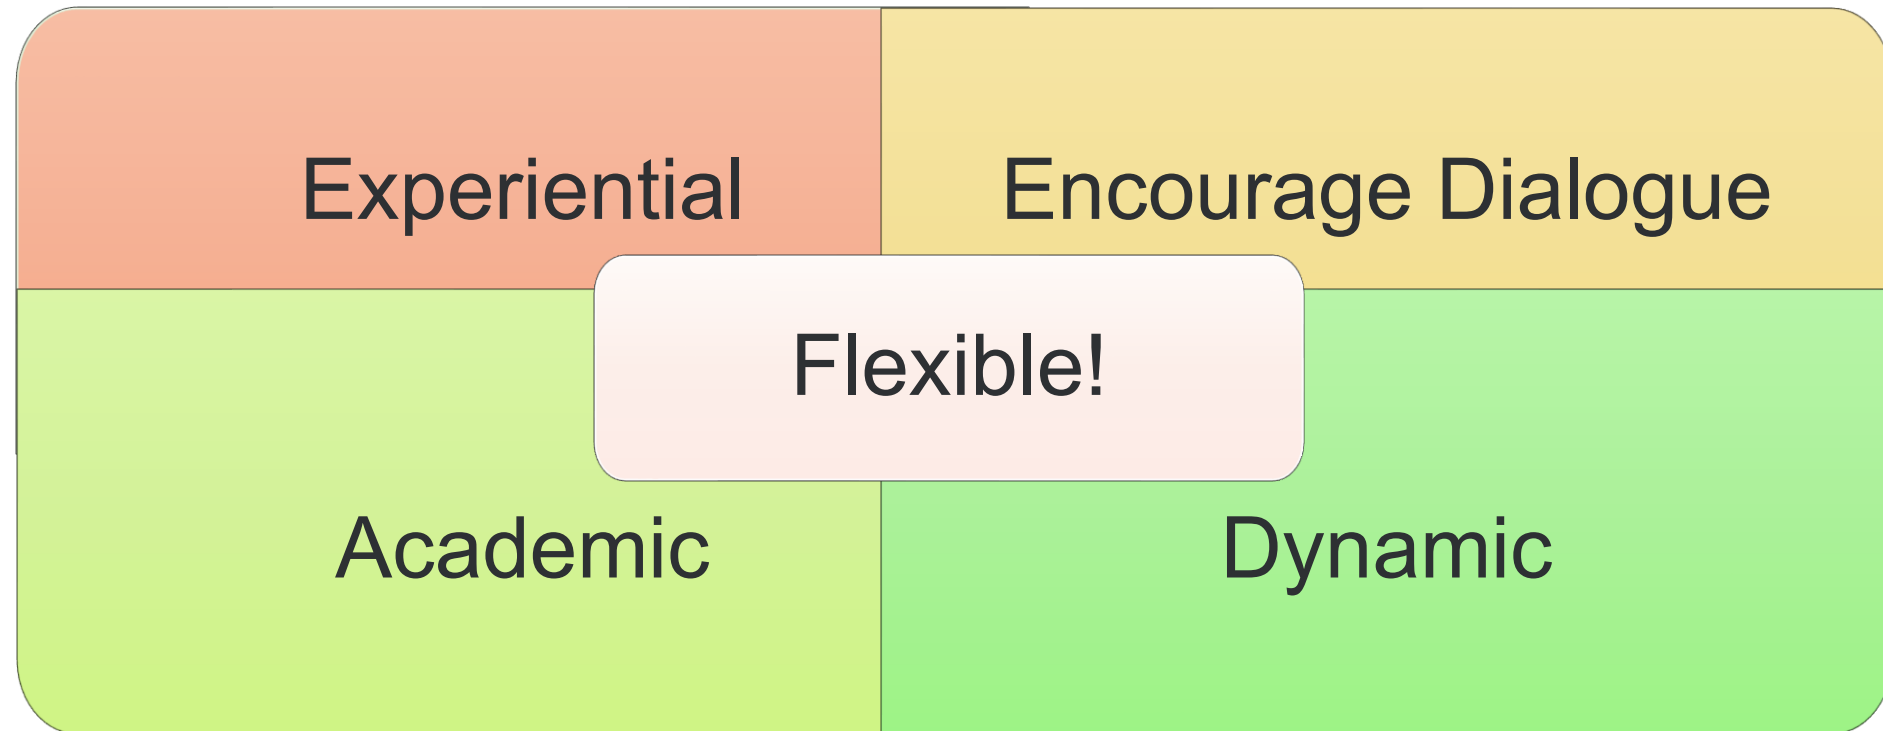 Experiential
Encourage Dialogue
Flexible!
Academic
Dynamic